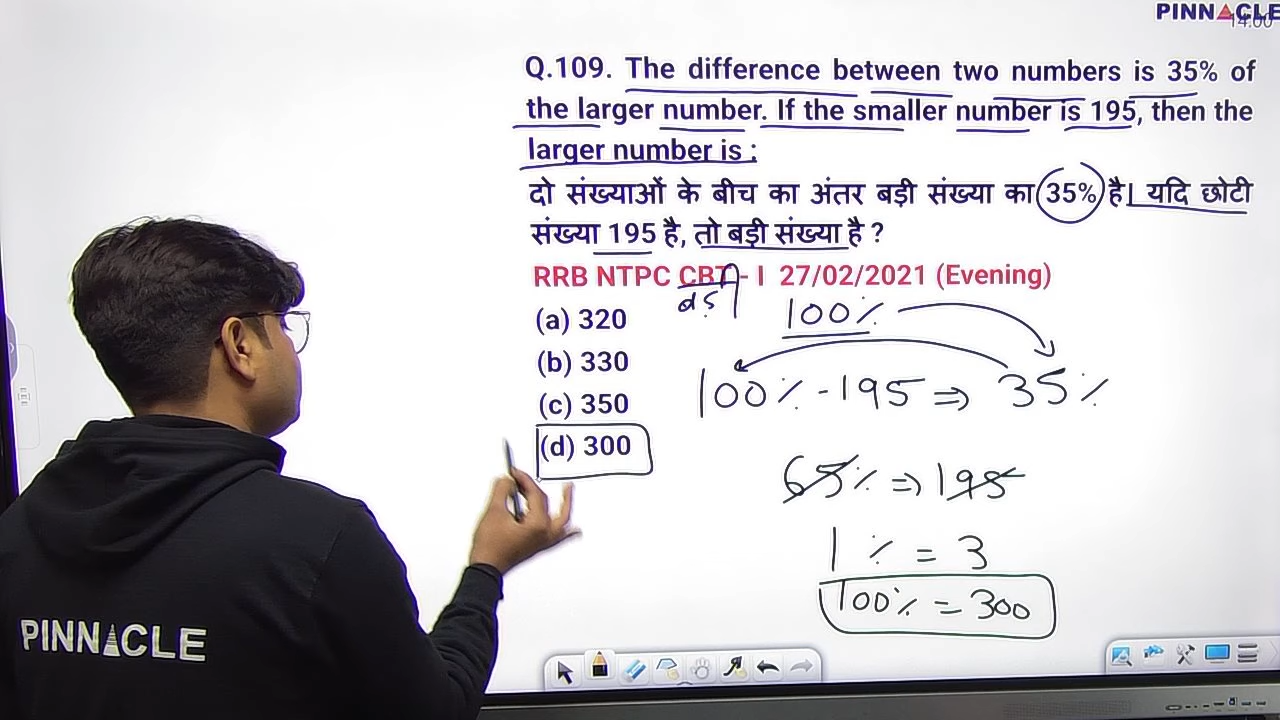 PINNACLE
14:00
Q.109. The difference between two numbers is 35% of
the larger number. If the smaller number is 195, then the
larger number is :
दो संख्याओं के बीच का अंतर बड़ी संख्या का 35% है। यदि छोटी
संख्या 195 है, तो बड़ी संख्या है ?
RRB NTPC CBT - I 27/02/2021 (Evening)
बड़ी
100%
(a) 320
(b) 330
(c) 350
(d) 300
100% - 195 ⇒ 35%
65% ⇒ 195
1% = 3
100% = 300
PINNACLE